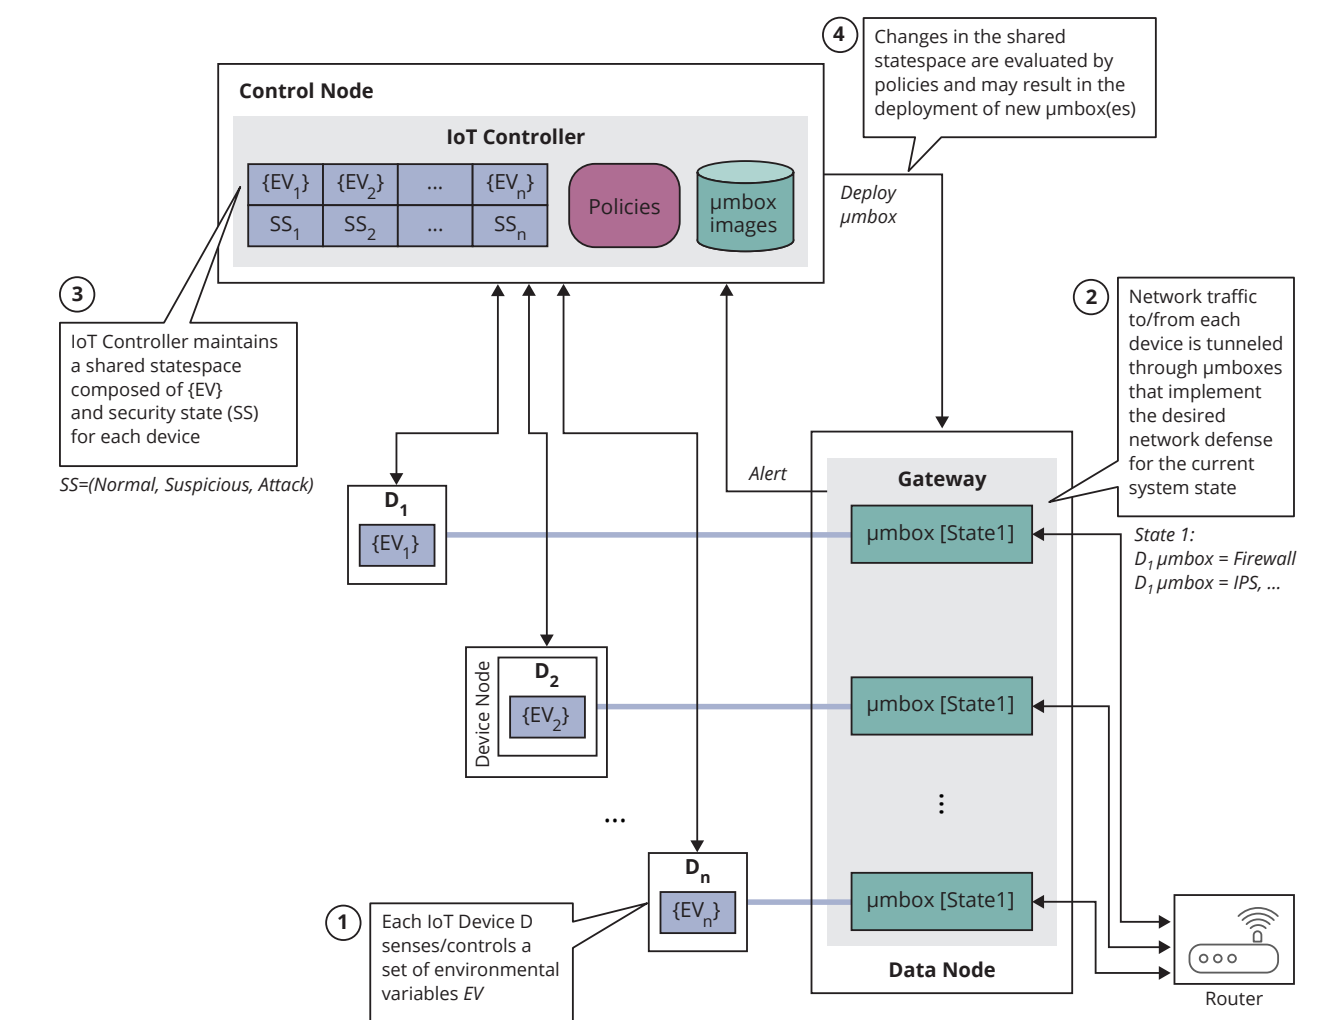 4
Changes in the shared
statespace are evaluated by
policies and may result in the
deployment of new µmbox(es)
Control Node
IoT Controller
{EV1} {EV2} ... {EVn}
SS1 SS2 ... SSn
Policies
µmbox
images
Deploy
µmbox
3
IoT Controller maintains
a shared statespace
composed of {EV}
and security state (SS)
for each device
SS=(Normal, Suspicious, Attack)
2
Network traffic
to/from each
device is tunneled
through µmboxes
that implement
the desired
network defense
for the current
system state
State 1:
D1 µmbox = Firewall
D1 µmbox = IPS, ...
Alert
Gateway
D1
{EV1}
µmbox [State1]
Device Node
D2
{EV2}
µmbox [State1]
...
⋮
Dn
{EVn}
µmbox [State1]
1
Each IoT Device D
senses/controls a
set of environmental
variables EV
Data Node
Router